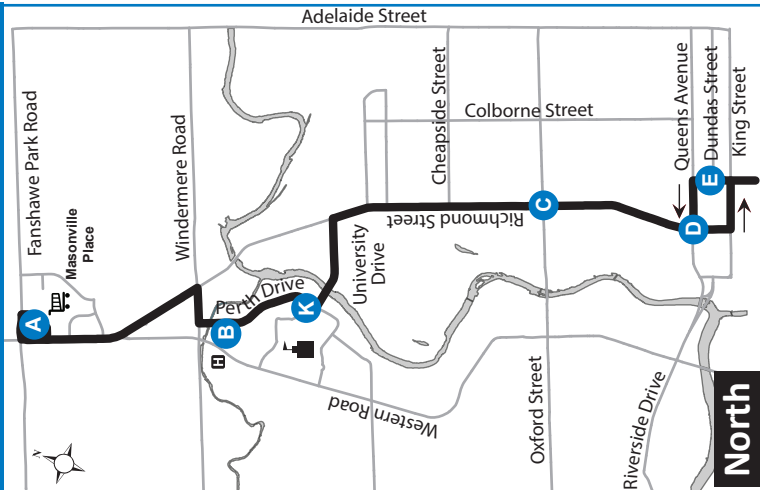 Adelaide Street
Fanshawe Park Road
Masonville
Place
Windermere Road
Cheapside Street
Colborne Street
Queens Avenue
Dundas Street
King Street
Richmond Street
University
Drive
Perth Drive
Western Road
Oxford Street
Riverside Drive
A
B
K
C
D
E
H
N
North